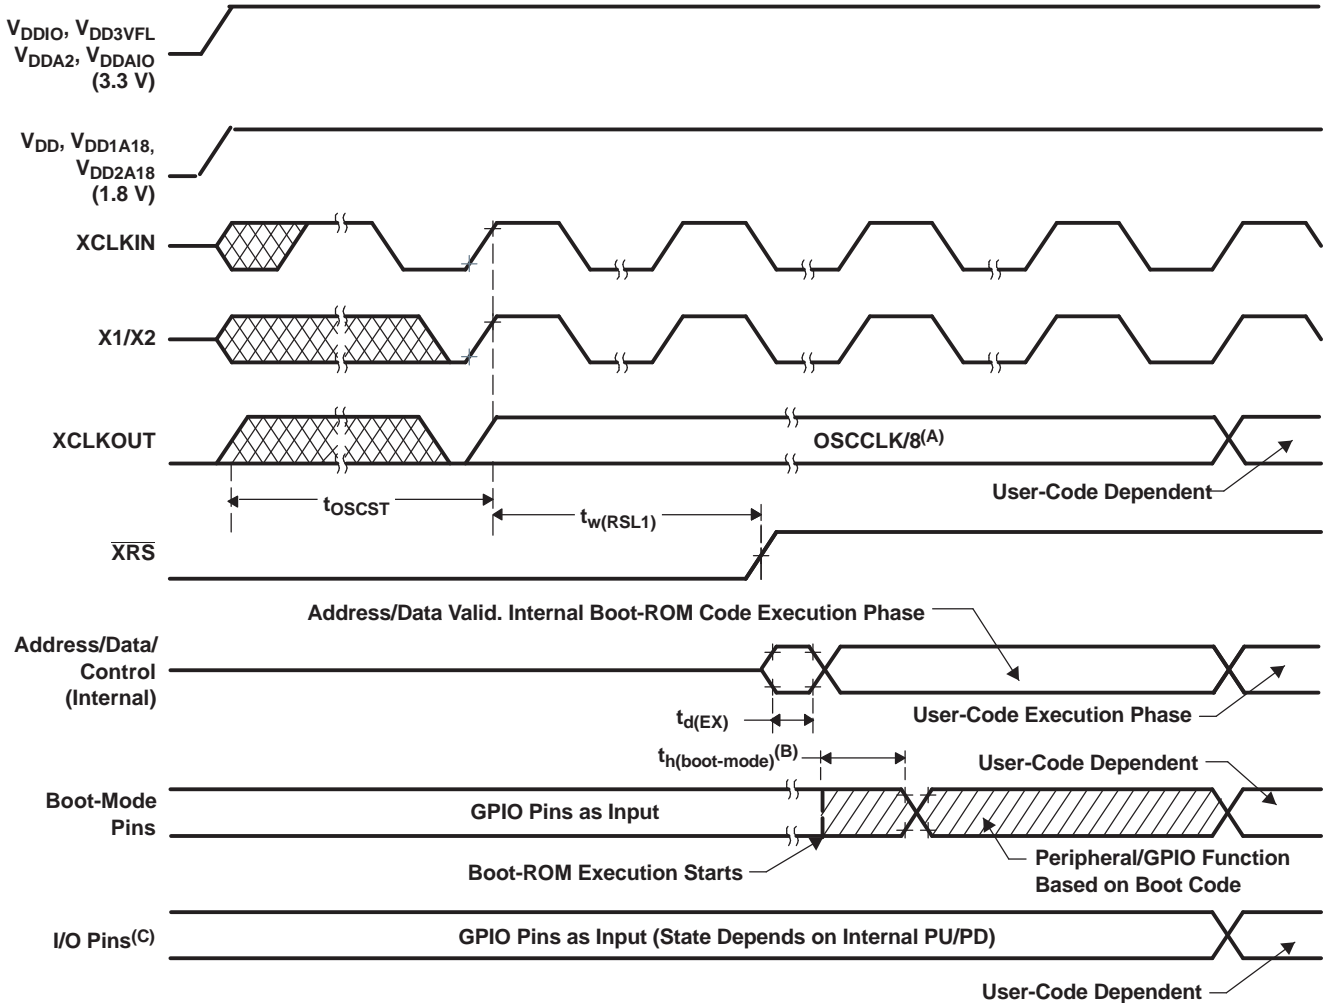 VDDIO, VDD3VFL
VDDA2, VDDAIO
(3.3 V)
VDD, VDD1A18,
VDD2A18
(1.8 V)
XCLKIN
X1/X2
XCLKOUT
OSCCLK/8(A)
User-Code Dependent
tOSCST
tw(RSL1)
XRS
Address/Data Valid. Internal Boot-ROM Code Execution Phase
Address/Data/
Control
(Internal)
td(EX)
User-Code Execution Phase
th(boot-mode)(B)
User-Code Dependent
Boot-Mode
Pins
GPIO Pins as Input
Boot-ROM Execution Starts
Peripheral/GPIO Function
Based on Boot Code
I/O Pins(C)
GPIO Pins as Input (State Depends on Internal PU/PD)
User-Code Dependent